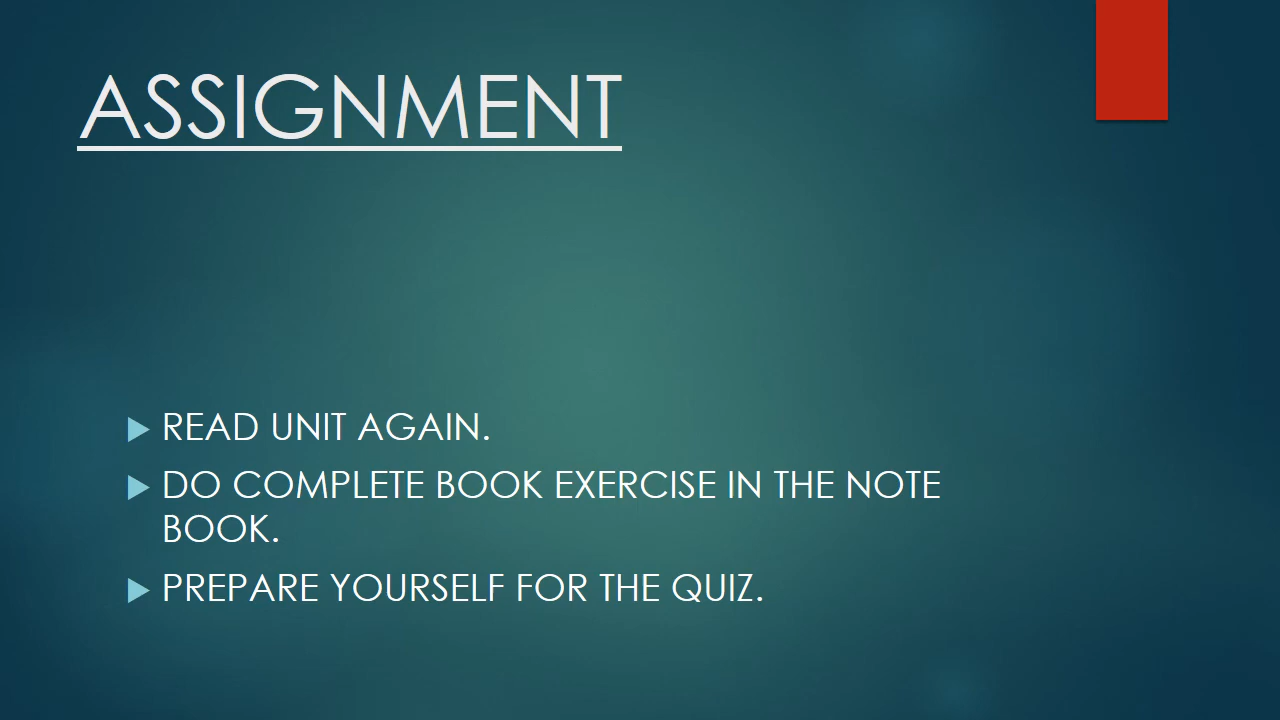 ASSIGNMENT
READ UNIT AGAIN.
DO COMPLETE BOOK EXERCISE IN THE NOTE
BOOK.
PREPARE YOURSELF FOR THE QUIZ.